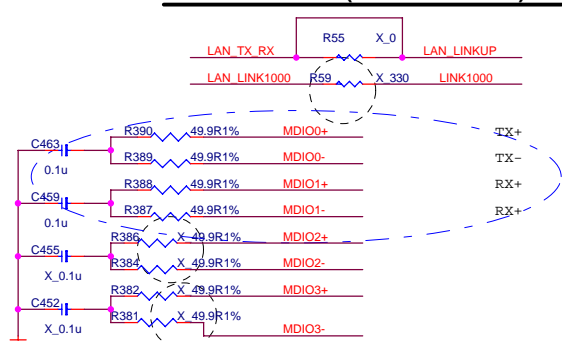 R55 X_0
LAN_TX_RX LAN_LINKUP
LAN_LINK1000 R59 X_330 LINK1000
R390 49.9R1% MDIO0+ TX+
C463
R389 49.9R1% MDIO0- TX-
0.1u
R388 49.9R1% MDIO1+ RX+
C459
R387 49.9R1% MDIO1- RX+
0.1u
R386 X_49.9R1% MDIO2+
C455
R384 X_49.9R1% MDIO2-
X_0.1u
R382 X_49.9R1% MDIO3+
C452
R381 X_49.9R1%
X_0.1u MDIO3-